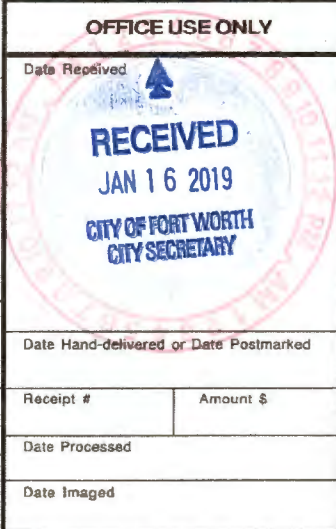 OFFICE USE ONLY
Date Received
RECEIVED
JAN 16 2019
CITY OF FORT WORTH
CITY SECRETARY
Date Hand-delivered or Date Postmarked
Receipt #
Amount $
Date Processed
Date Imaged